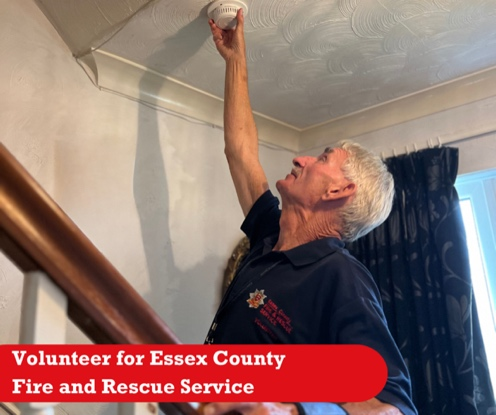 Volunteer for Essex County
Fire and Rescue Service